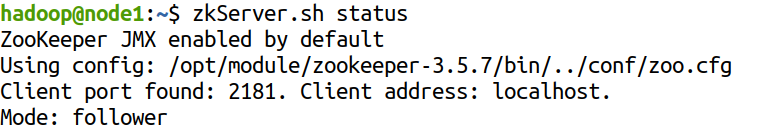 hadoop@node1:~$ zkServer.sh status
ZooKeeper JMX enabled by default
Using config: /opt/module/zookeeper-3.5.7/bin/../conf/zoo.cfg
Client port found: 2181. Client address: localhost.
Mode: follower